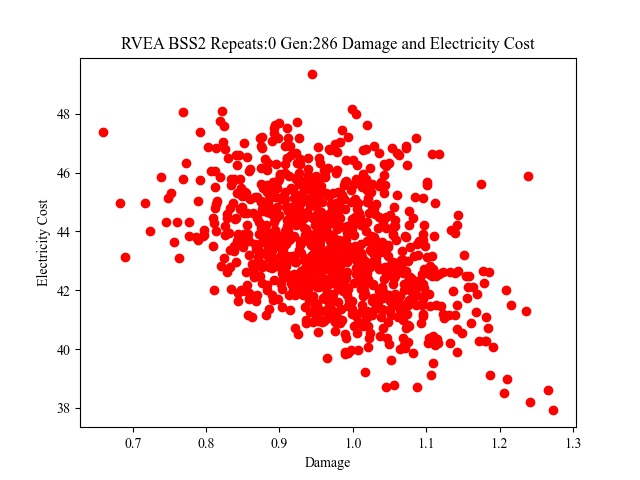 RVEA BSS2 Repeats:0 Gen:286 Damage and Electricity Cost
48
46
44
42
40
38
Electricity Cost
0.7 0.8 0.9 1.0 1.1 1.2 1.3
Damage